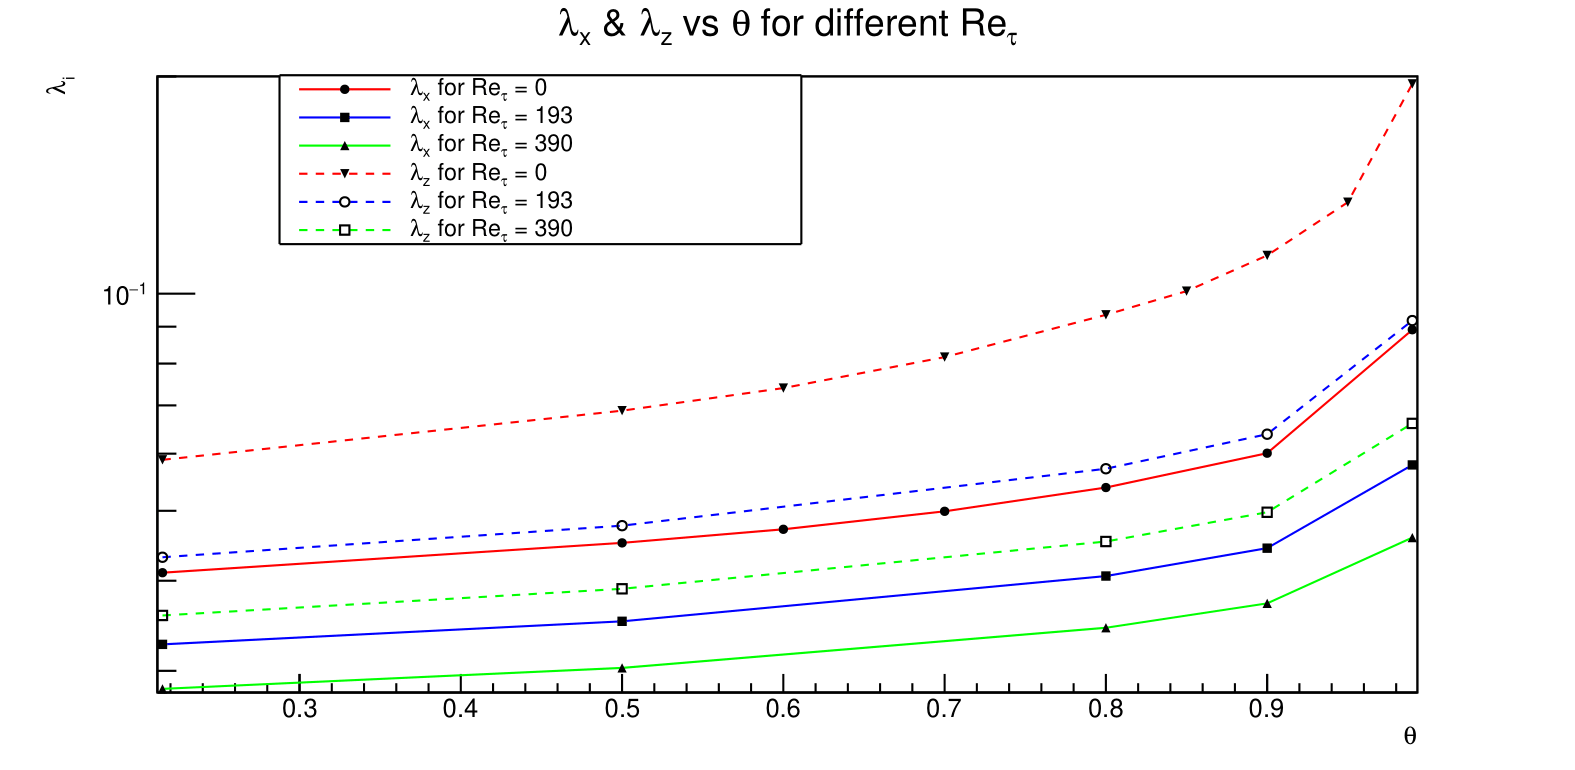 λx & λz vs θ for different Reτ
λi
λx for Reτ = 0
λx for Reτ = 193
λx for Reτ = 390
λz for Reτ = 0
λz for Reτ = 193
λz for Reτ = 390
10−1
0.3 0.4 0.5 0.6 0.7 0.8 0.9
θ